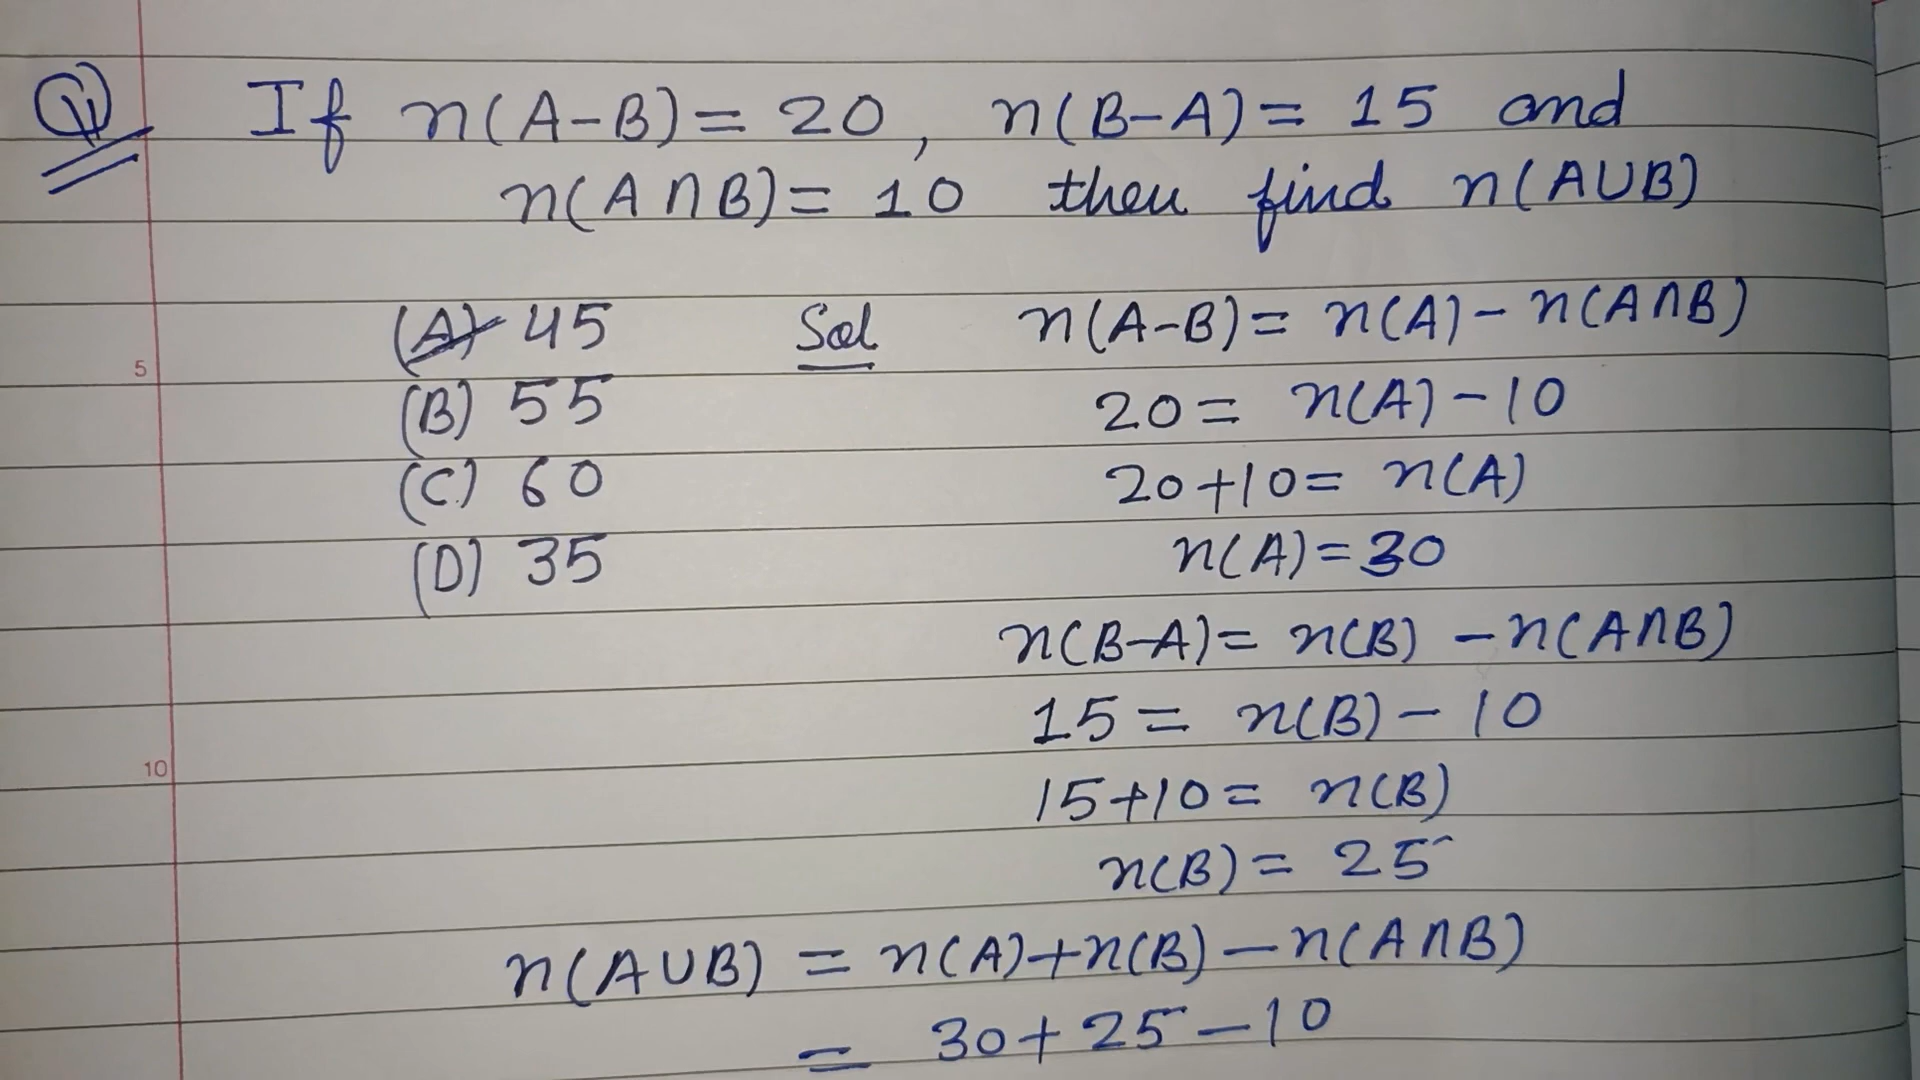 Q If n(A-B)= 20, n(B-A)= 15 and
n(A∩B)= 10 then find n(A∪B)
(A) 45
(B) 55
(C) 60
(D) 35
Sol n(A-B)= n(A)- n(A∩B)
20= n(A)-10
20+10= n(A)
n(A)=30
n(B-A)= n(B) -n(A∩B)
15= n(B)- 10
15+10= n(B)
n(B)= 25
n(A∪B) = n(A)+n(B)-n(A∩B)
= 30+25-10
5
10